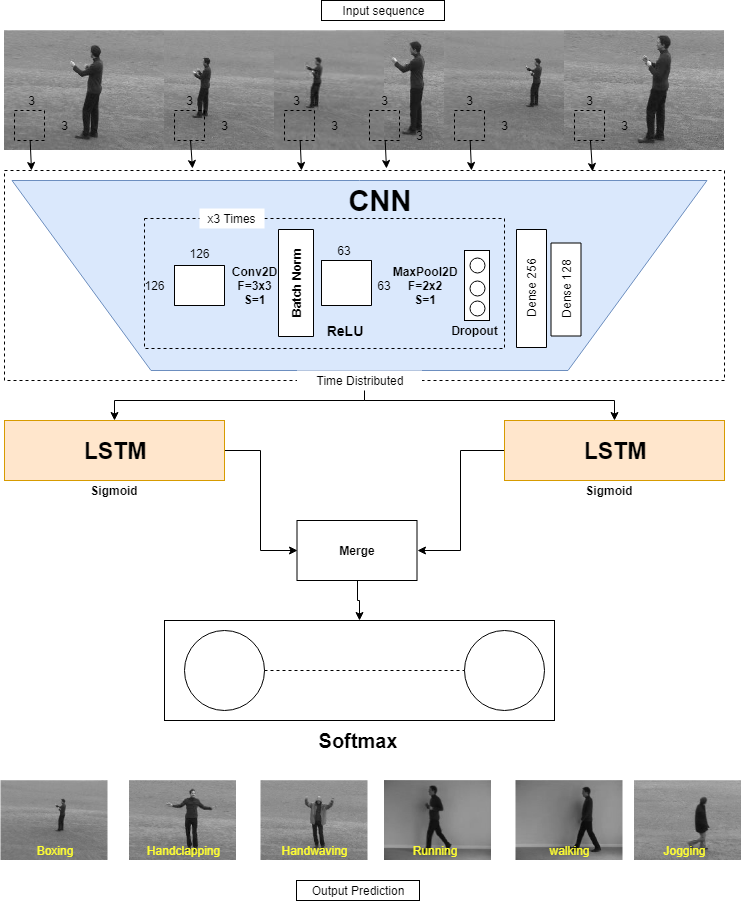 Input sequence
3
3
3
3
3
3
3
3
3
3
3
3
CNN
x3 Times
126
126
Conv2D
F=3x3
S=1
Batch Norm
63
63
ReLU
MaxPool2D
F=2x2
S=1
Dropout
Dense 256
Dense 128
Time Distributed
LSTM
LSTM
Sigmoid
Sigmoid
Merge
Softmax
Boxing
Handclapping
Handwaving
Running
walking
Jogging
Output Prediction